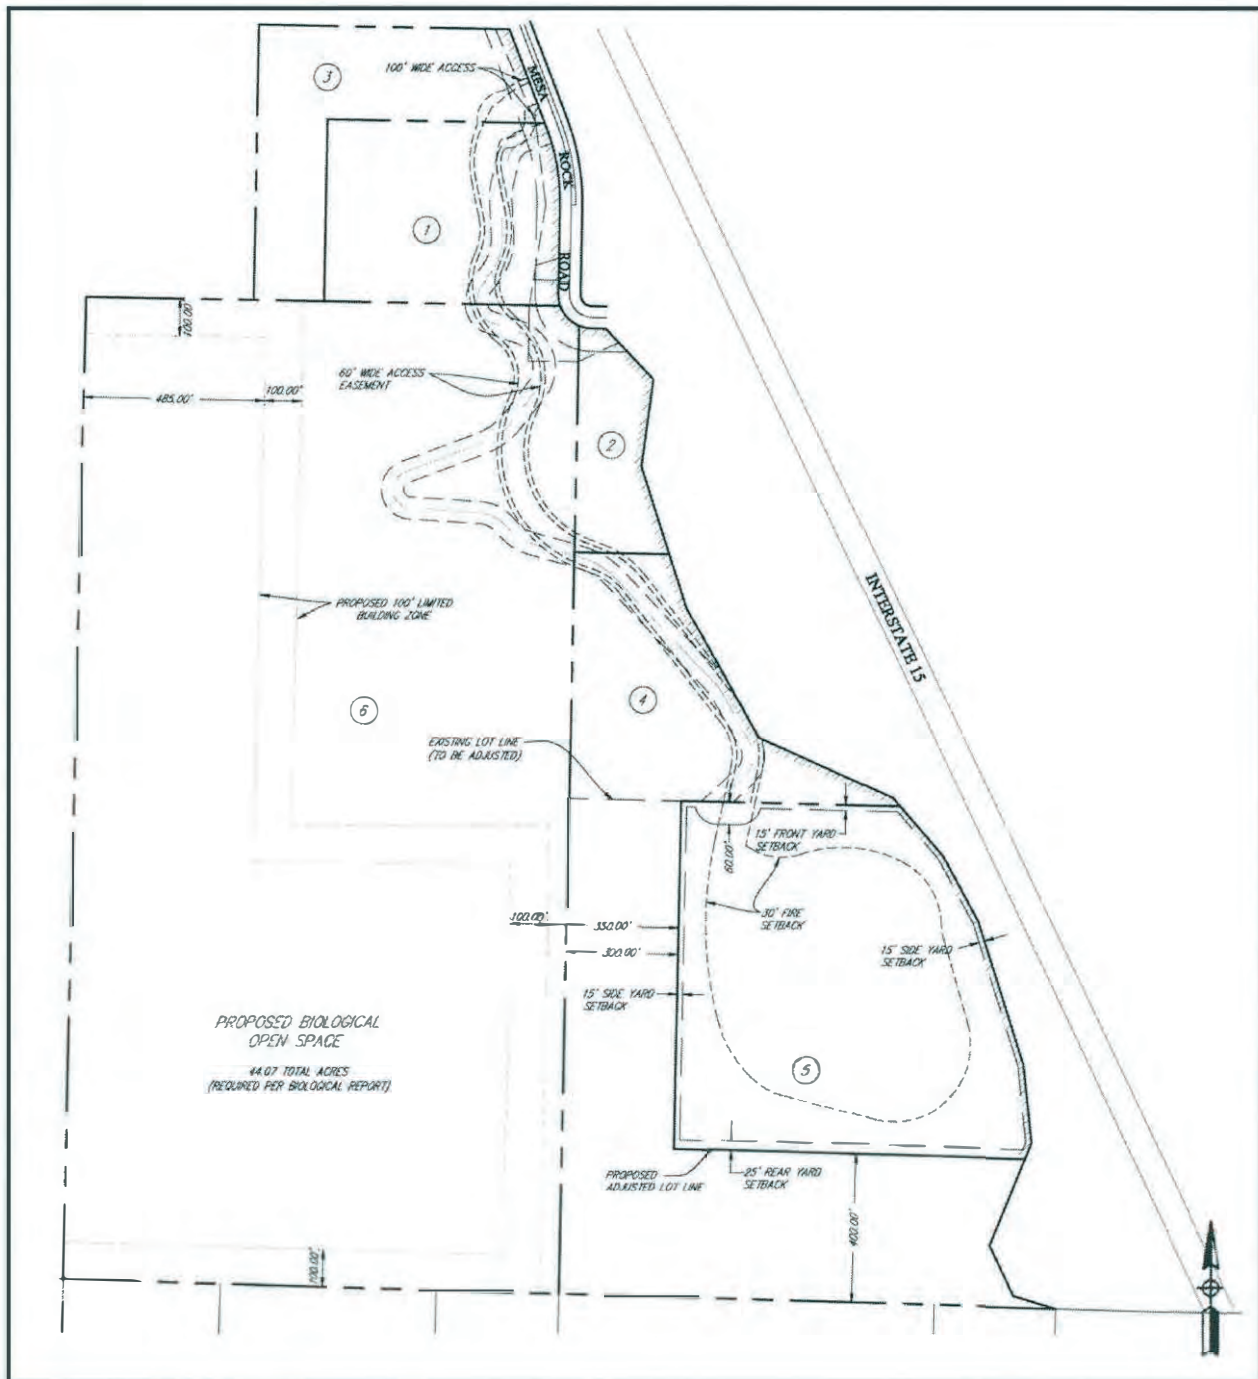 3
100' WIDE ACCESS
MESA
ROCK
ROAD
1
100.00'
60' WIDE ACCESS
EASEMENT
485.00'
100.00'
2
PROPOSED 100' LIMITED
BUILDING ZONE
INTERSTATE 15
6
4
EXISTING LOT LINE
(TO BE ADJUSTED)
15' FRONT YARD
SETBACK
60.00'
30' FIRE
SETBACK
100.00'
350.00'
300.00'
15' SIDE YARD
SETBACK
15' SIDE YARD
SETBACK
PROPOSED BIOLOGICAL
OPEN SPACE
44.07 TOTAL ACRES
(REQUIRED PER BIOLOGICAL REPORT)
5
PROPOSED
ADJUSTED LOT LINE
25' REAR YARD
SETBACK
400.00'
100.00'